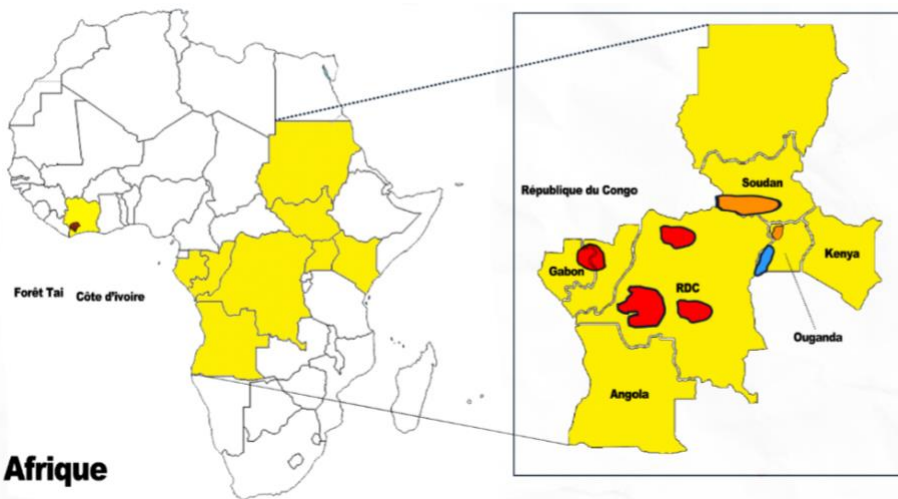 Soudan
République du Congo
Kenya
Gabon
RDC
Forêt Tai
Côte d'ivoire
Ouganda
Angola
Afrique